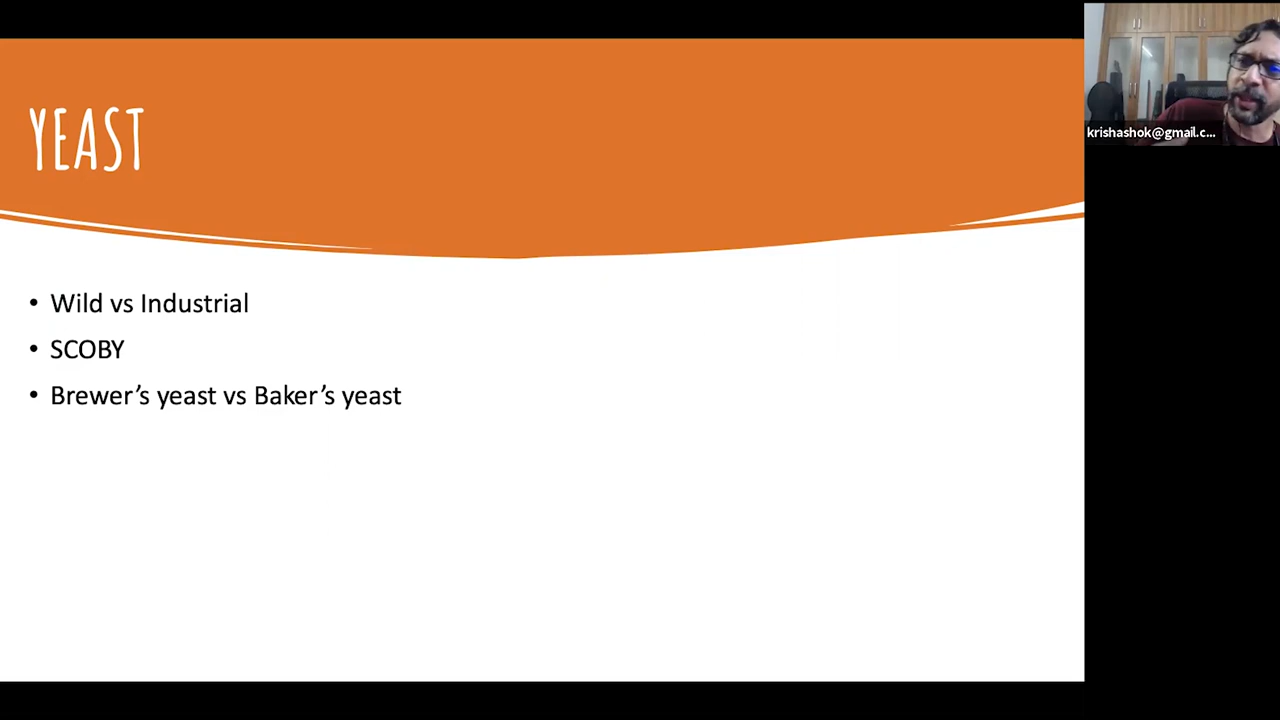 YEAST
• Wild vs Industrial
• SCOBY
• Brewer’s yeast vs Baker’s yeast
krishashok@gmail.c...